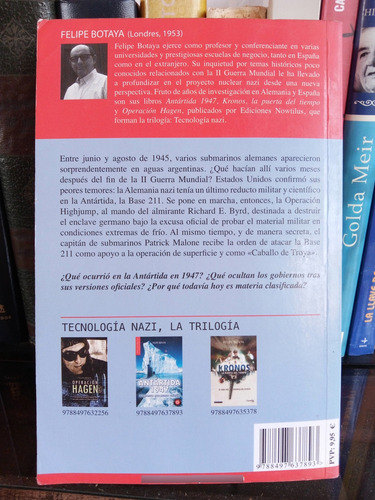 FELIPE BOTAYA (Londres, 1953)
Felipe Botaya ejerce como profesor y conferenciante en varias
universidades y prestigiosas escuelas de negocio, tanto en España
como en el extranjero. Su inquietud por temas históricos poco
conocidos relacionados con la II Guerra Mundial le ha llevado
a profundizar en el proyecto nuclear nazi desde una nueva
perspectiva. Fruto de años de investigación en Alemania y España
son sus libros Antártida 1947, Kronos, la puerta del tiempo
y Operación Hagen, publicados por Ediciones Nowtilus, que
forman la trilogía: Tecnología nazi.
Entre junio y agosto de 1945, varios submarinos alemanes aparecieron
sorprendentemente en aguas argentinas. ¿Qué hacían allí varios meses
después del fin de la II Guerra Mundial? Estados Unidos confirmó sus
peores temores: la Alemania nazi tenía un último reducto militar y científico
en la Antártida, la Base 211. Se pone en marcha, entonces, la Operación
Highjump, al mando del almirante Richard E. Byrd, destinada a destruir
el enclave germano bajo la excusa oficial de probar el material militar en
condiciones extremas de frío. Al mismo tiempo, y de manera secreta, el
capitán de submarinos Patrick Malone recibe la orden de atacar la Base
211 como apoyo a la operación de superficie y como «Caballo de Troya».
¿Qué ocurrió en la Antártida en 1947? ¿Qué ocultan los gobiernos tras
sus versiones oficiales? ¿Por qué todavía hoy es materia clasificada?
TECNOLOGÍA NAZI, LA TRILOGÍA
OPERACIÓN
HAGEN
ANTÁRTIDA
1947
KRONOS
9788497632256
9788497637893
9788497635378
9788497637893
PVP: 9,95 €
Golda Meir
LA LLAVE